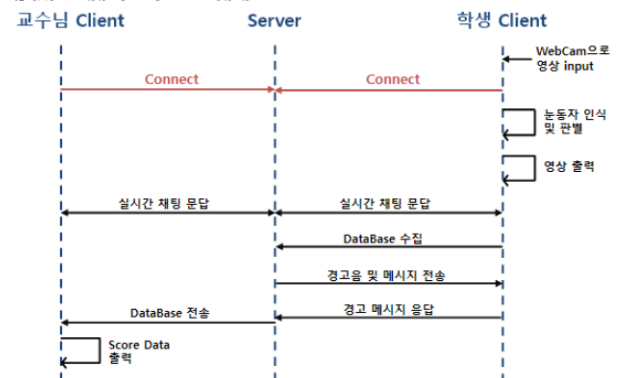 교수님 Client Server 학생 Client
WebCam으로
영상 input
Connect Connect
눈동자 인식
및 판별
영상 출력
실시간 채팅 문답 실시간 채팅 문답
DataBase 수집
경고음 및 메시지 전송
DataBase 전송 경고 메시지 응답
Score Data
출력